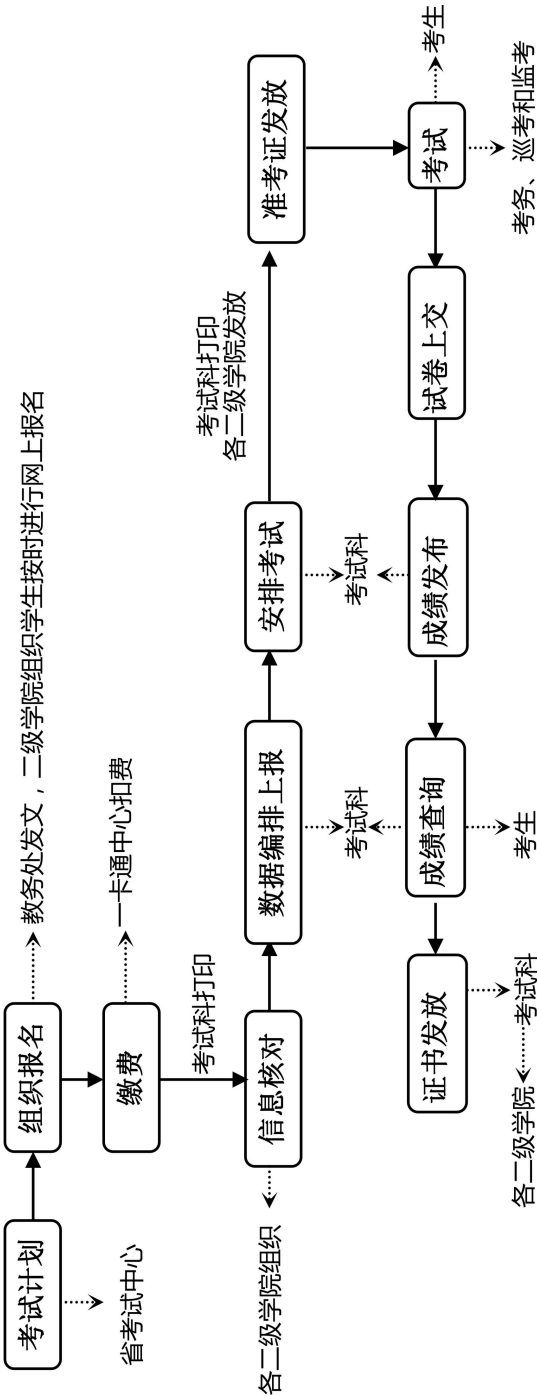 考试计划
省考试中心
组织报名
教务处发文，二级学院组织学生按时进行网上报名
缴费
一卡通中心扣费
考试科打印
各二级学院组织
信息核对
数据编排上报
安排考试
考试科打印
各二级学院发放
准考证发放
考试科
考试科
考试
考生
考务、巡考和监考
试卷上交
成绩发布
成绩查询
考生
证书发放
考试科
各二级学院